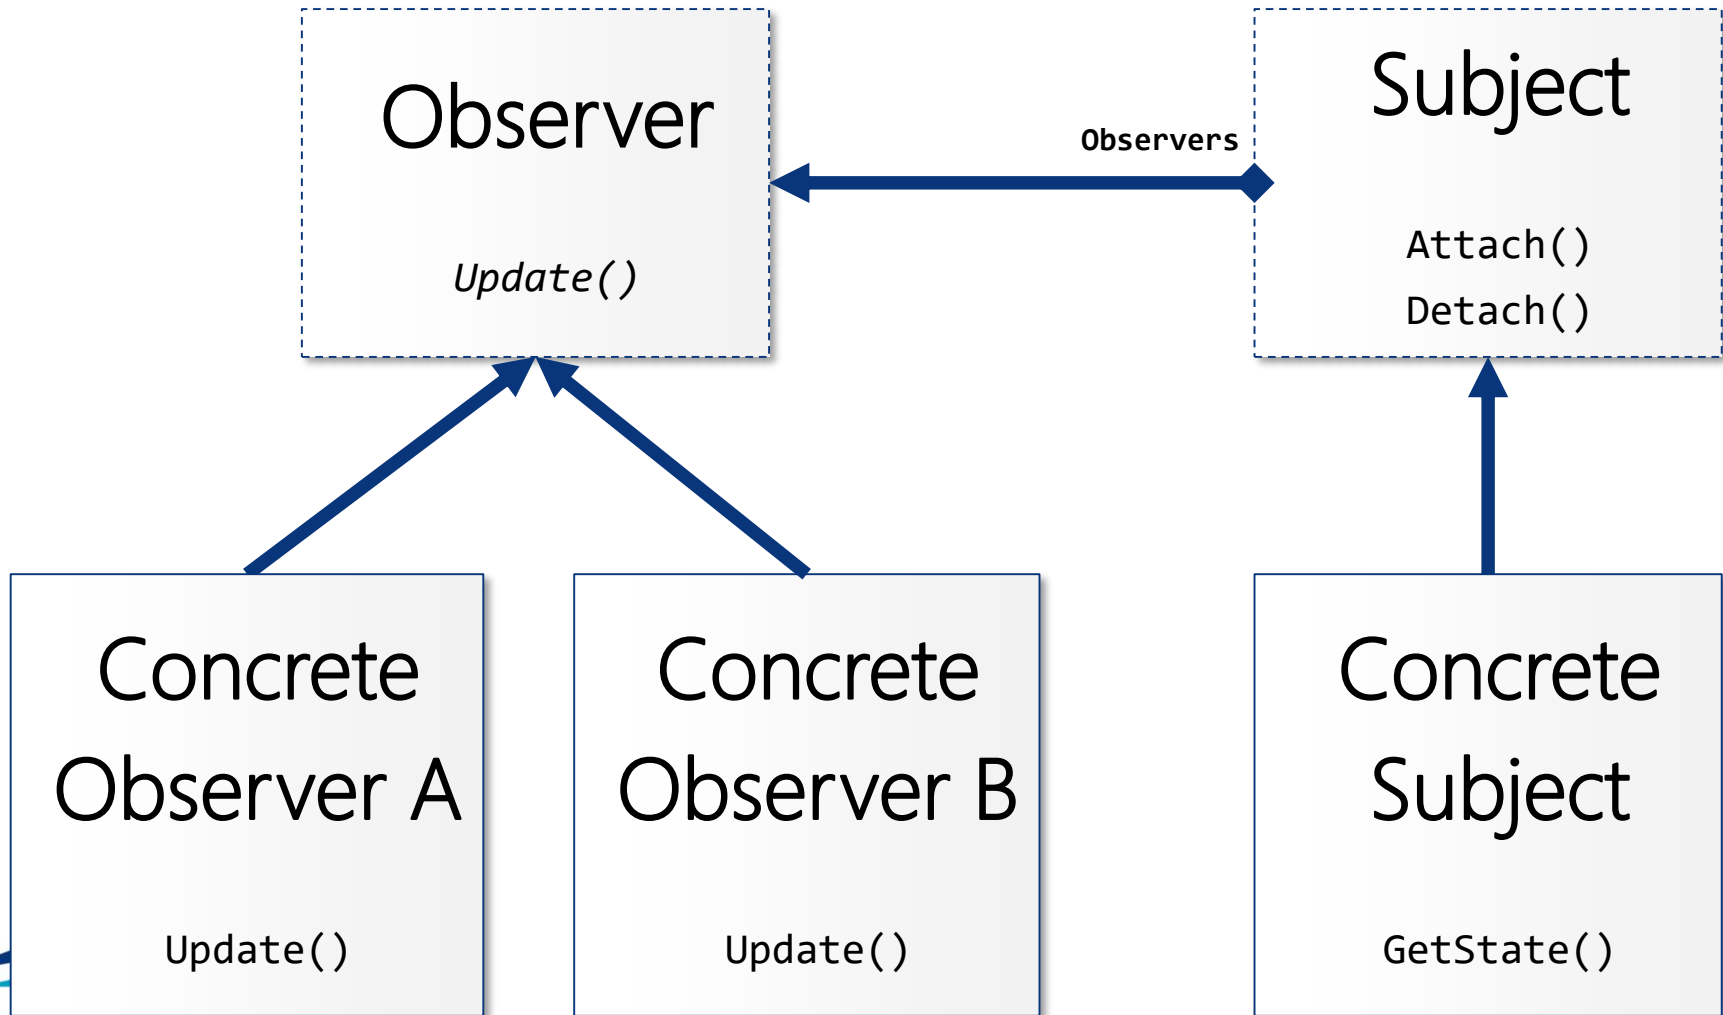 Observer
Update()
Observers
Subject
Attach()
Detach()
Concrete
Observer A
Update()
Concrete
Observer B
Update()
Concrete
Subject
GetState()